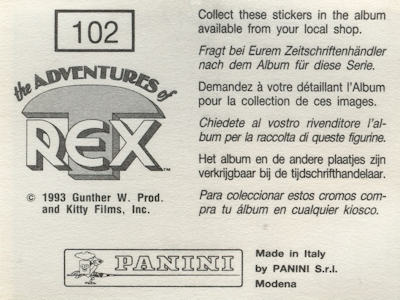 102
the ADVENTURES of
T
REX™
© 1993 Gunther W. Prod.
and Kitty Films, Inc.
Collect these stickers in the album
available from your local shop.
Fragt bei Eurem Zeitschriftenhändler
nach dem Album für diese Serie.
Demandez à votre détaillant l'Album
pour la collection de ces images.
Chiedete al vostro rivenditore l'al-
bum per la raccolta di queste figurine.
Het album en de andere plaatjes zijn
verkrijgbaar bij de tijdschrifthandelaar.
Para coleccionar estos cromos com-
pra tu álbum en cualquier kiosco.
PANINI
Made in Italy
by PANINI S.r.l.
Modena